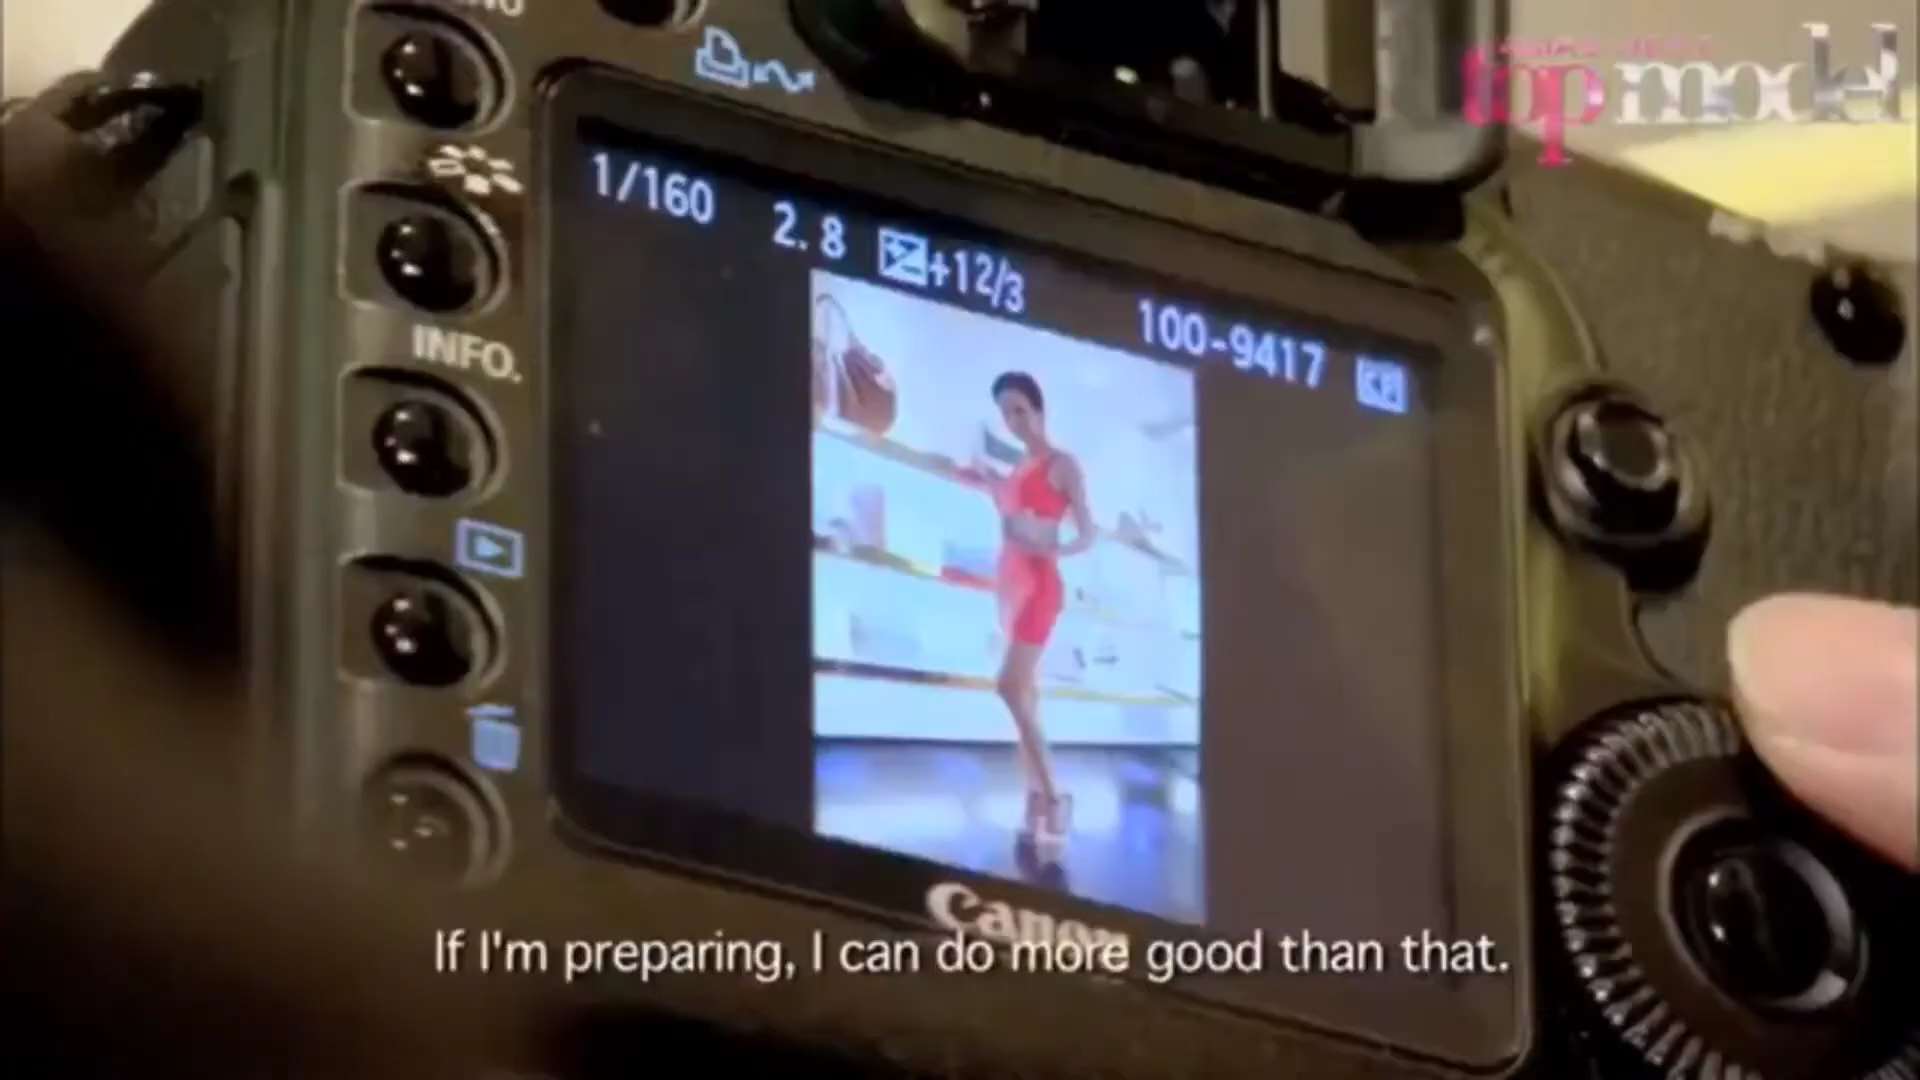 top model
1/160 2.8 +1 2/3
100-9417
INFO.
Canon
If I'm preparing, I can do more good than that.